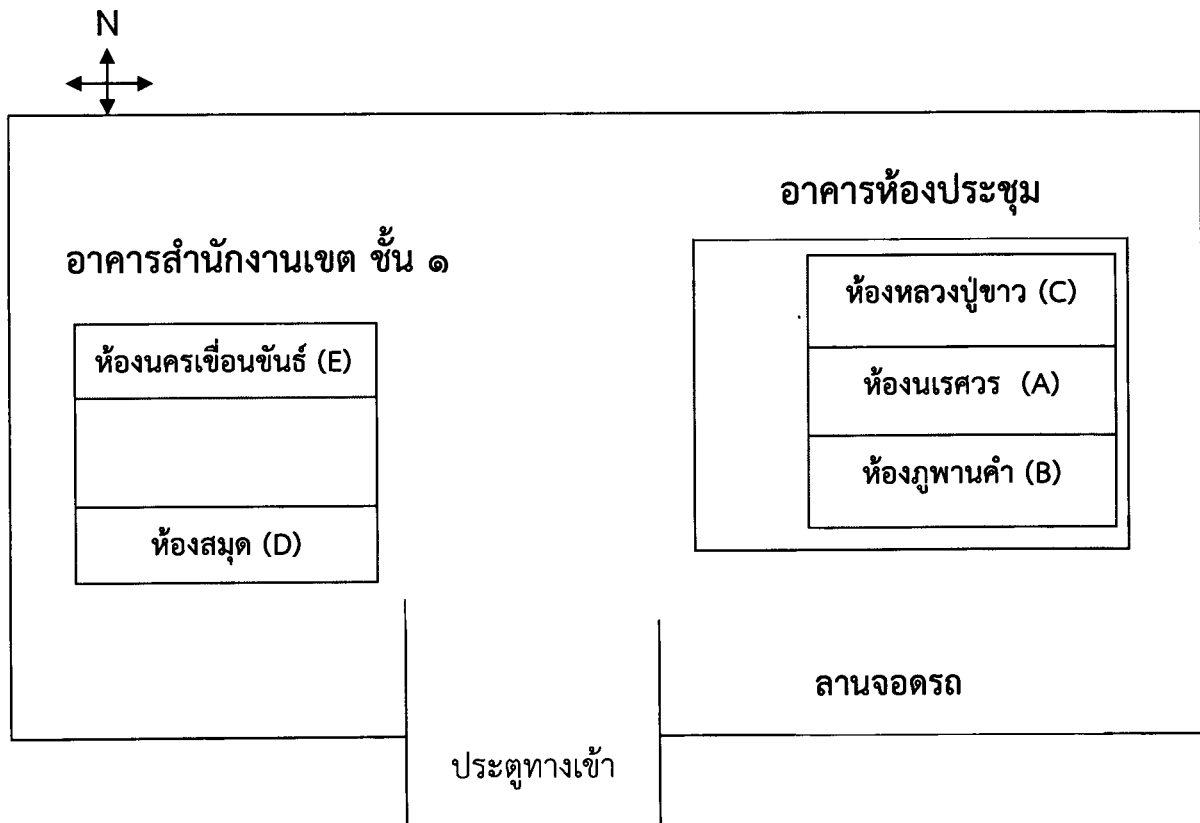 N
อาคารห้องประชุม
อาคารสำนักงานเขต ชั้น ๑
ห้องหลวงปู่ขาว (C)
ห้องนครเขื่อนขันธ์ (E)
ห้องนเรศวร (A)
ห้องภูพานคำ (B)
ห้องสมุด (D)
ลานจอดรถ
ประตูทางเข้า